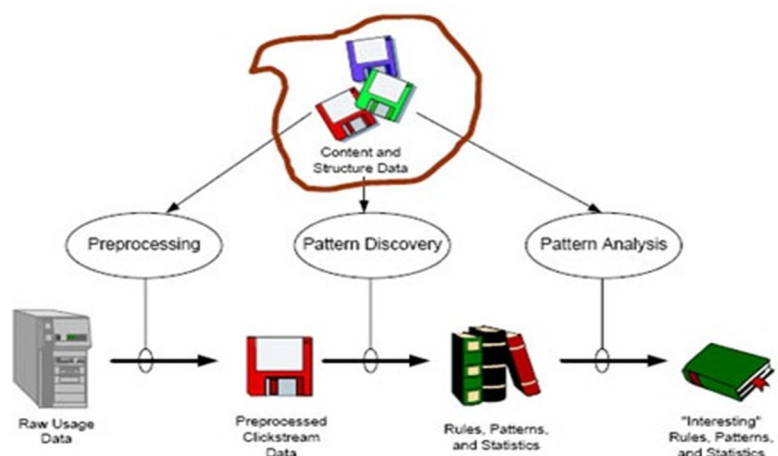 Content and
Structure Data
Preprocessing
Pattern Discovery
Pattern Analysis
Raw Usage
Data
Preprocessed
Clickstream
Data
Rules, Patterns,
and Statistics
"Interesting"
Rules, Patterns,
and Statistics